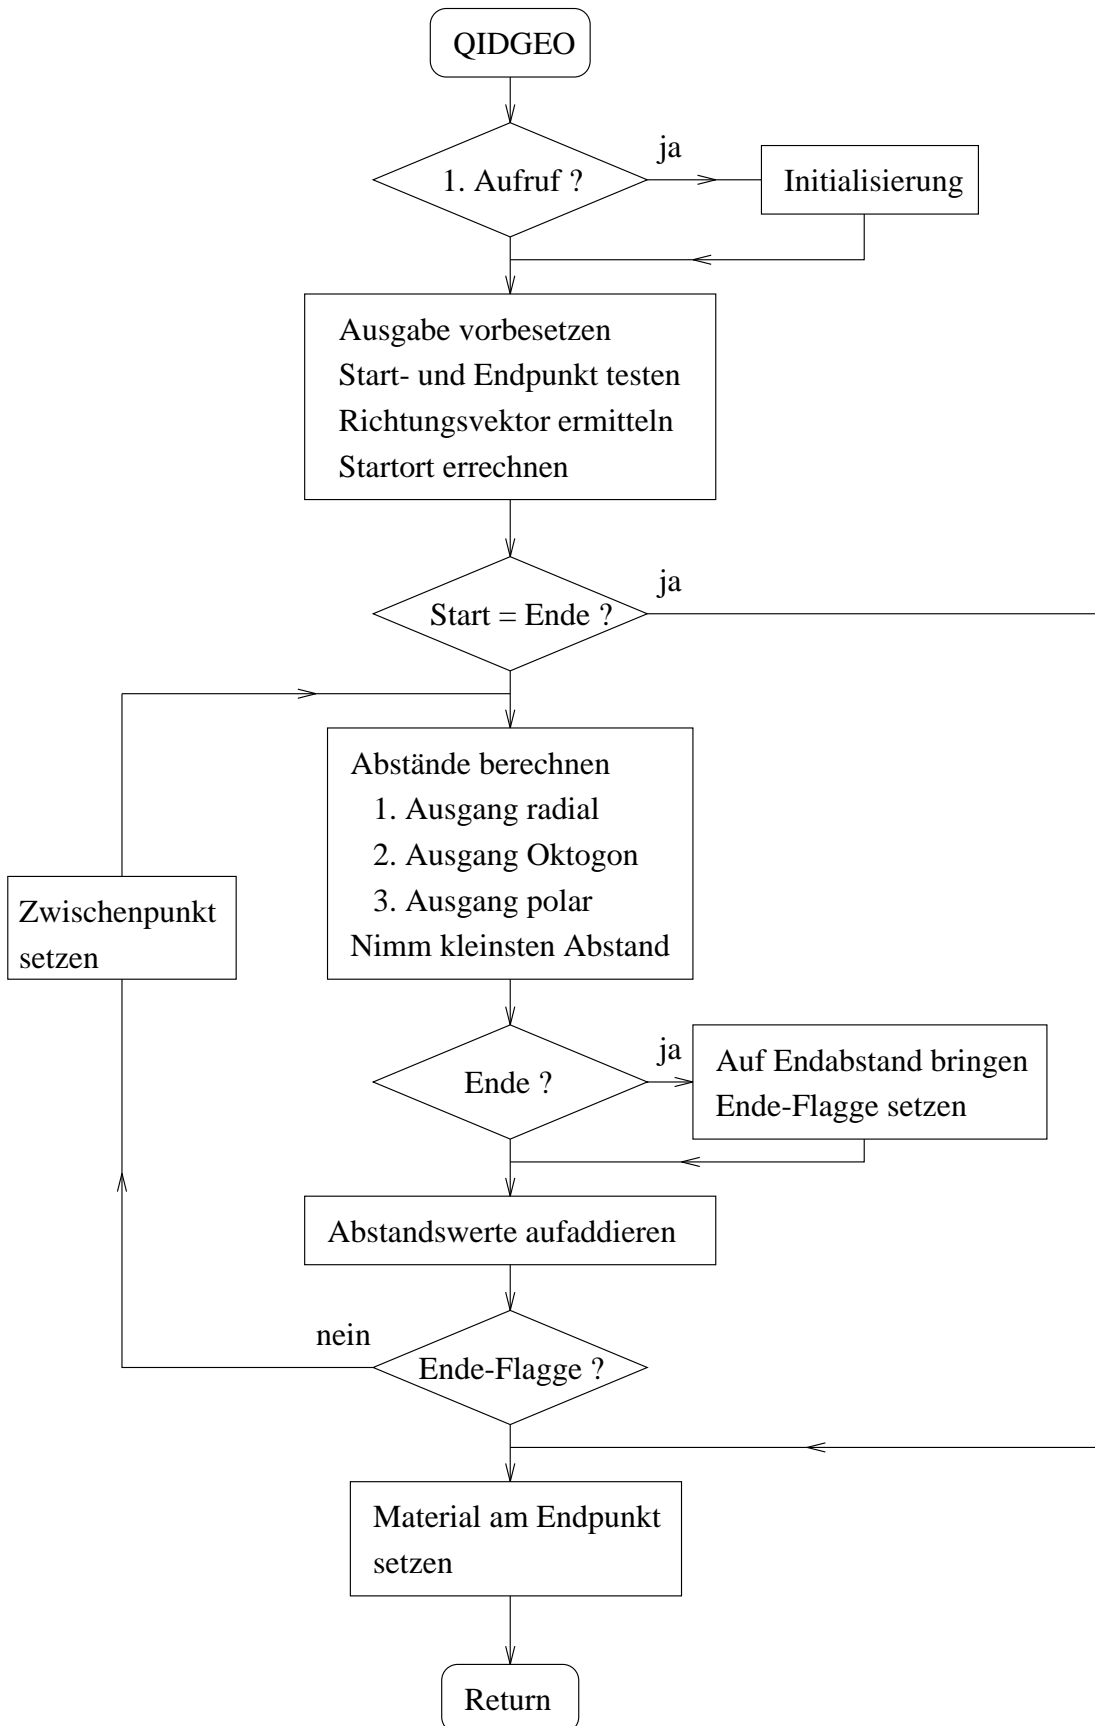 QIDGEO
ja
1. Aufruf ?
Initialisierung
Ausgabe vorbesetzen
Start- und Endpunkt testen
Richtungsvektor ermitteln
Startort errechnen
ja
Start = Ende ?
Abstände berechnen
1. Ausgang radial
2. Ausgang Oktogon
3. Ausgang polar
Nimm kleinsten Abstand
Zwischenpunkt
setzen
ja
Ende ?
Auf Endabstand bringen
Ende-Flagge setzen
Abstandswerte aufaddieren
nein
Ende-Flagge ?
Material am Endpunkt
setzen
Return